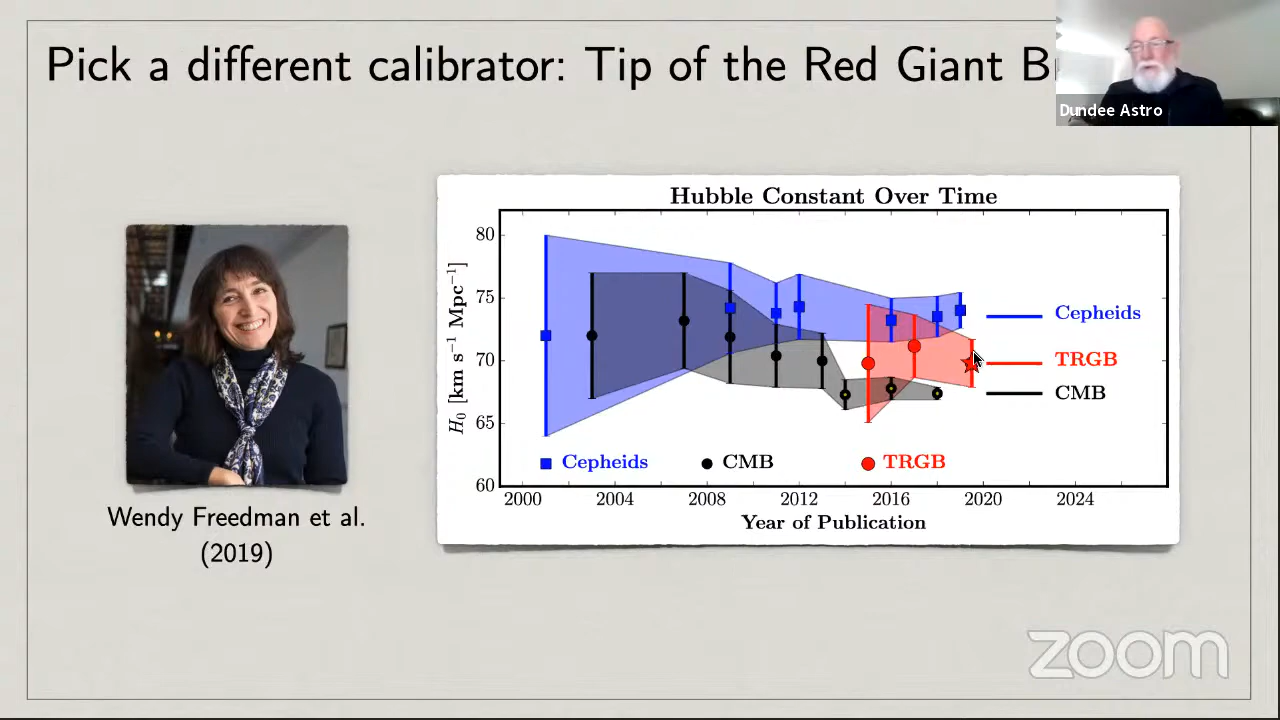 Pick a different calibrator: Tip of the Red Giant
Dundee Astro
Hubble Constant Over Time
H₀ [km s⁻¹ Mpc⁻¹]
80
75
70
65
60
Cepheids
TRGB
CMB
Cepheids CMB TRGB
2000 2004 2008 2012 2016 2020 2024
Year of Publication
Wendy Freedman et al.
(2019)
zoom